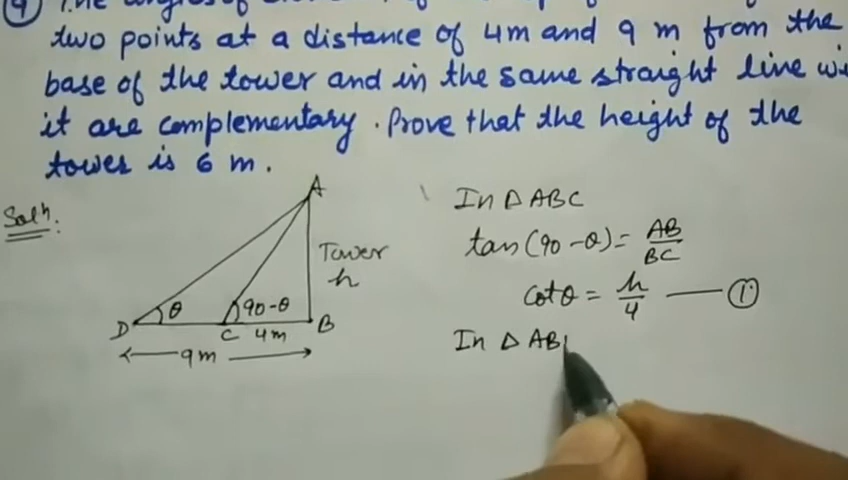 9
two points at a distance of 4m and 9 m from the
base of the tower and in the same straight line
it are complementary. Prove that the height of the
tower is 6 m.
Solⁿ.
A
Tower
h
θ
90-θ
D
C
4m
B
9m
In Δ ABC
tan(90-θ) = AB/BC
cotθ = h/4 —— ①
In Δ AB